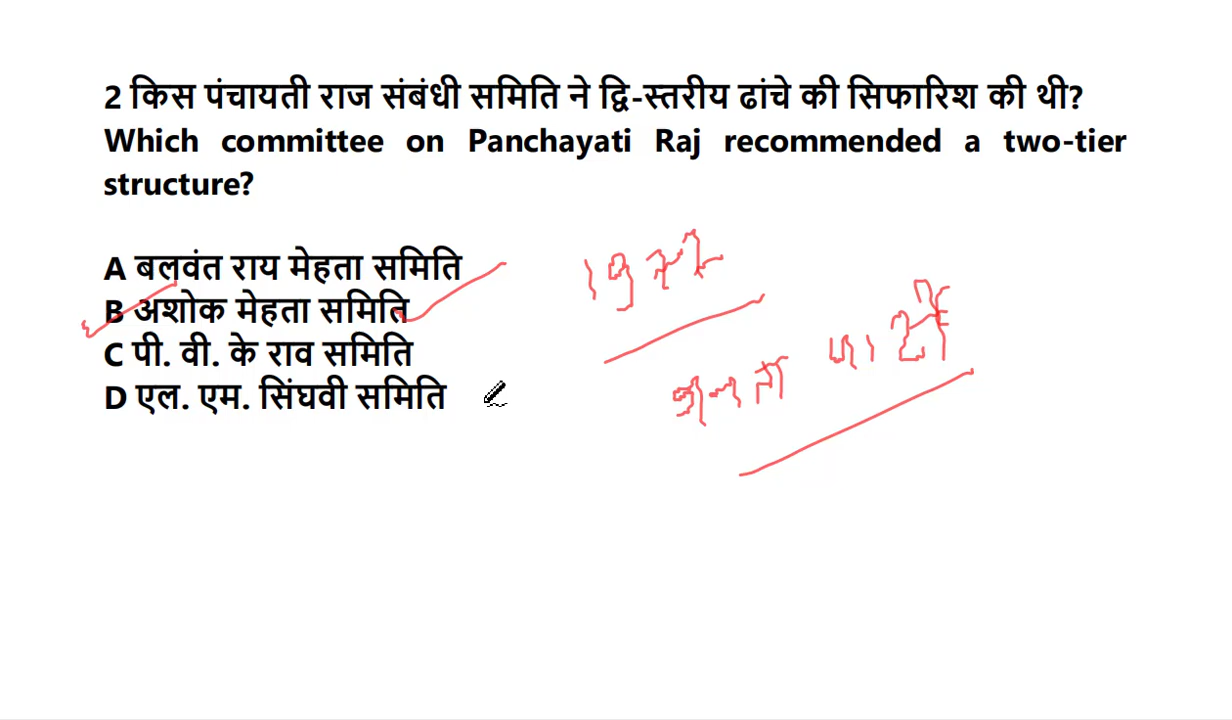 2 किस पंचायती राज संबंधी समिति ने द्वि-स्तरीय ढांचे की सिफारिश की थी?
Which committee on Panchayati Raj recommended a two-tier
structure?
A बलवंत राय मेहता समिति
B अशोक मेहता समिति
C पी. वी. के राव समिति
D एल. एम. सिंघवी समिति
1977
जनता पार्टी